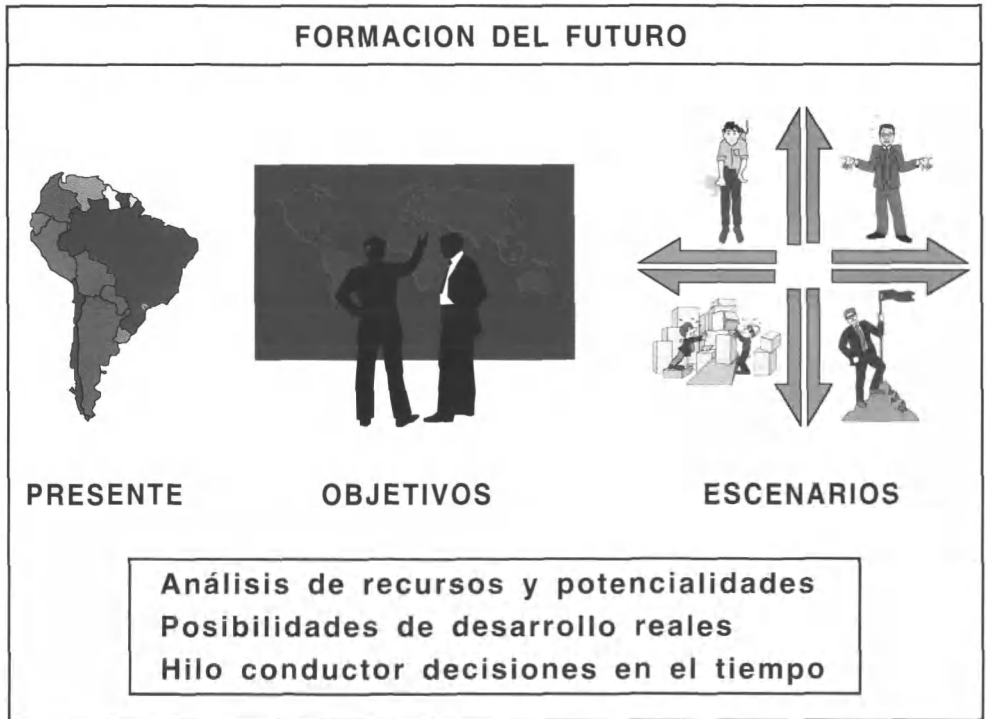 FORMACION DEL FUTURO
PRESENTE
OBJETIVOS
ESCENARIOS
Análisis de recursos y potencialidades
Posibilidades de desarrollo reales
Hilo conductor decisiones en el tiempo